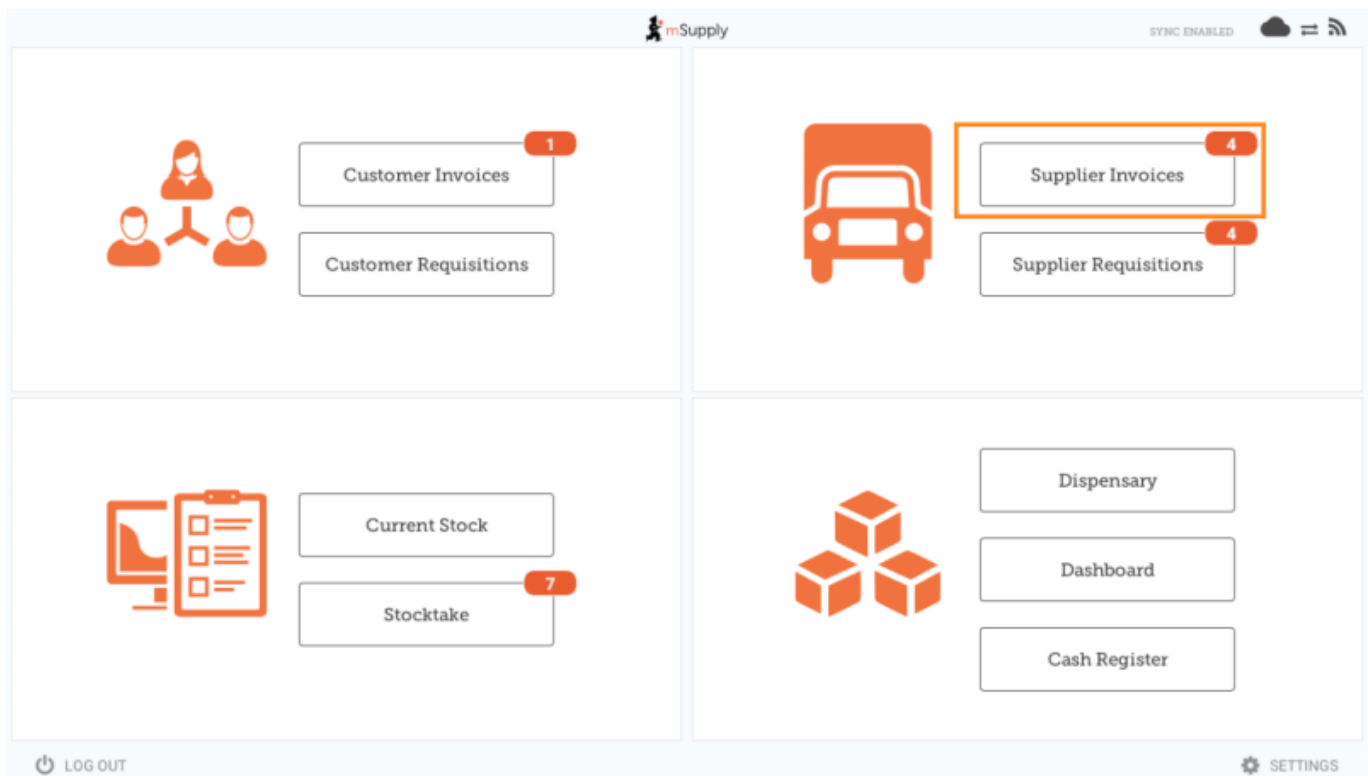 mSupply
SYNC ENABLED
1
Customer Invoices
Customer Requisitions
4
Supplier Invoices
4
Supplier Requisitions
Current Stock
7
Stocktake
Dispensary
Dashboard
Cash Register
LOG OUT
SETTINGS